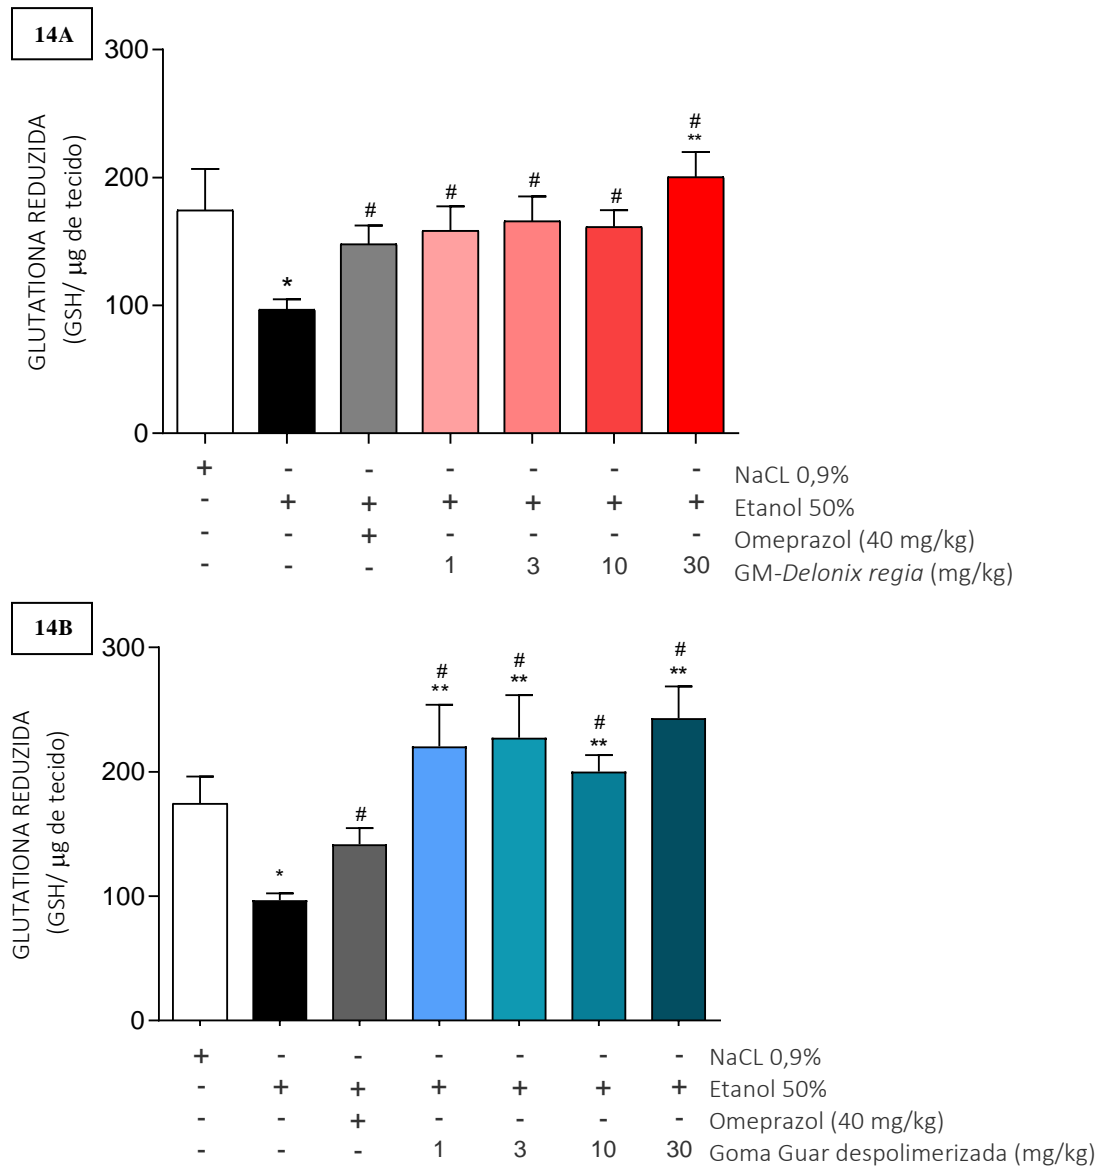 14A
300
200
100
0
GLUTATIONA REDUZIDA
(GSH/ μg de tecido)
* # # # # # **
+ - - - - - - NaCL 0,9%
- + + + + + + Etanol 50%
- - + - - - - Omeprazol (40 mg/kg)
- - - 1 3 10 30 GM-Delonix regia (mg/kg)
14B
300
200
100
0
GLUTATIONA REDUZIDA
(GSH/ μg de tecido)
* # # ** # ** # ** # **
+ - - - - - - NaCL 0,9%
- + + + + + + Etanol 50%
- - + - - - - Omeprazol (40 mg/kg)
- - - 1 3 10 30 Goma Guar despolimerizada (mg/kg)